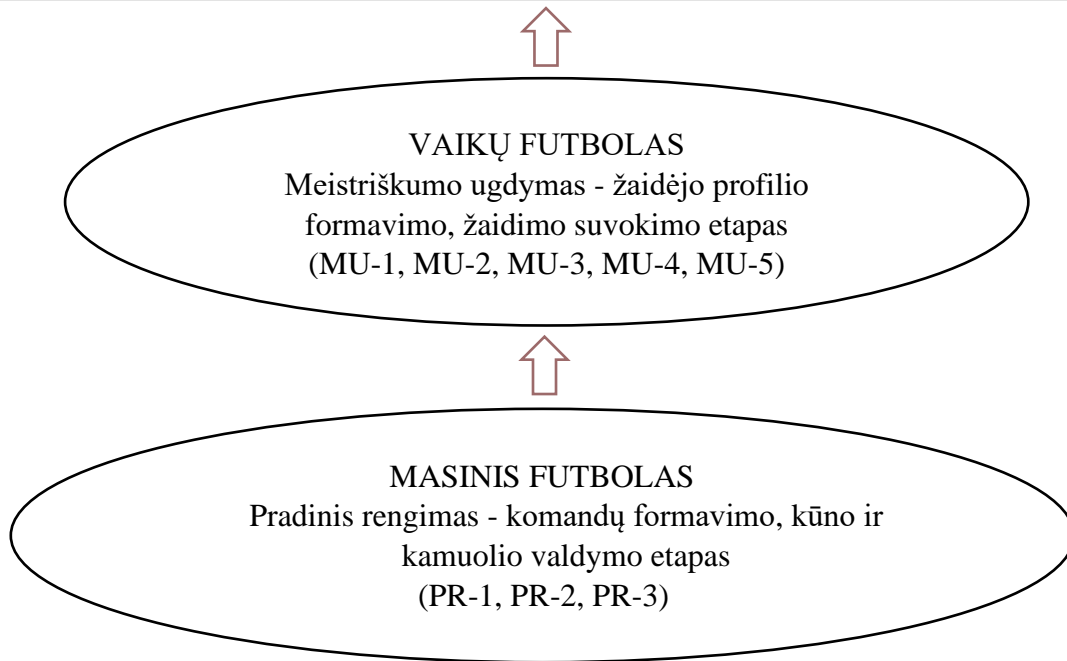 VAIKŲ FUTBOLAS
Meistriškumo ugdymas - žaidėjo profilio
formavimo, žaidimo suvokimo etapas
(MU-1, MU-2, MU-3, MU-4, MU-5)
MASINIS FUTBOLAS
Pradinis rengimas - komandų formavimo, kūno ir
kamuolio valdymo etapas
(PR-1, PR-2, PR-3)